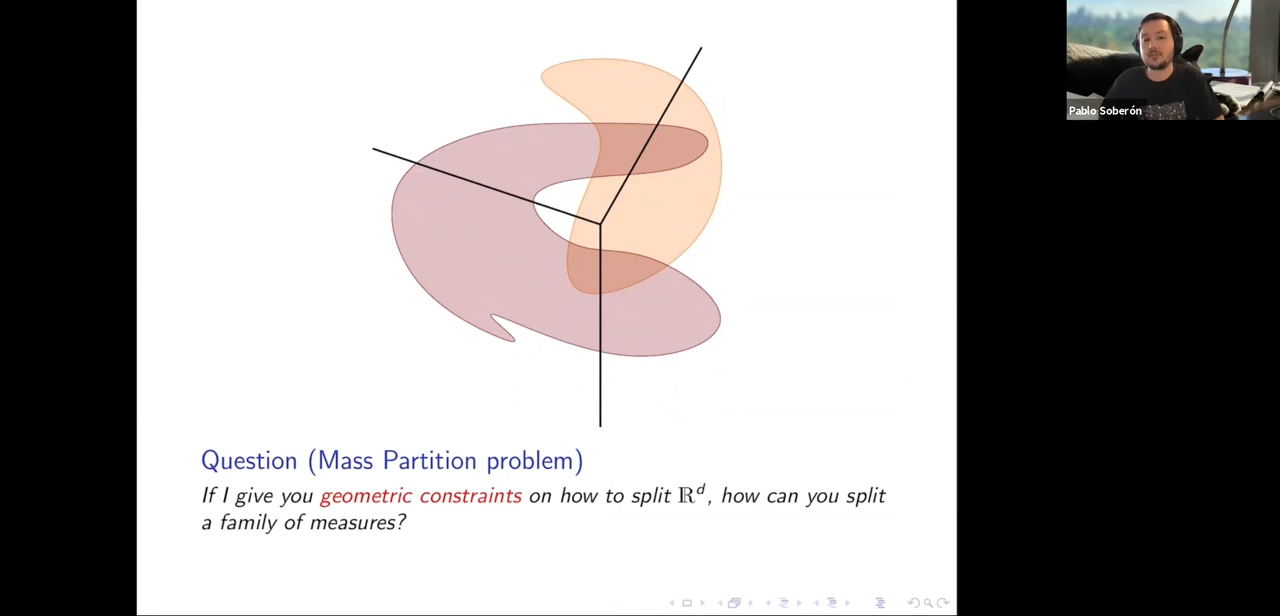 Pablo Soberón
Question (Mass Partition problem)
If I give you geometric constraints on how to split ℝᵈ, how can you split
a family of measures?